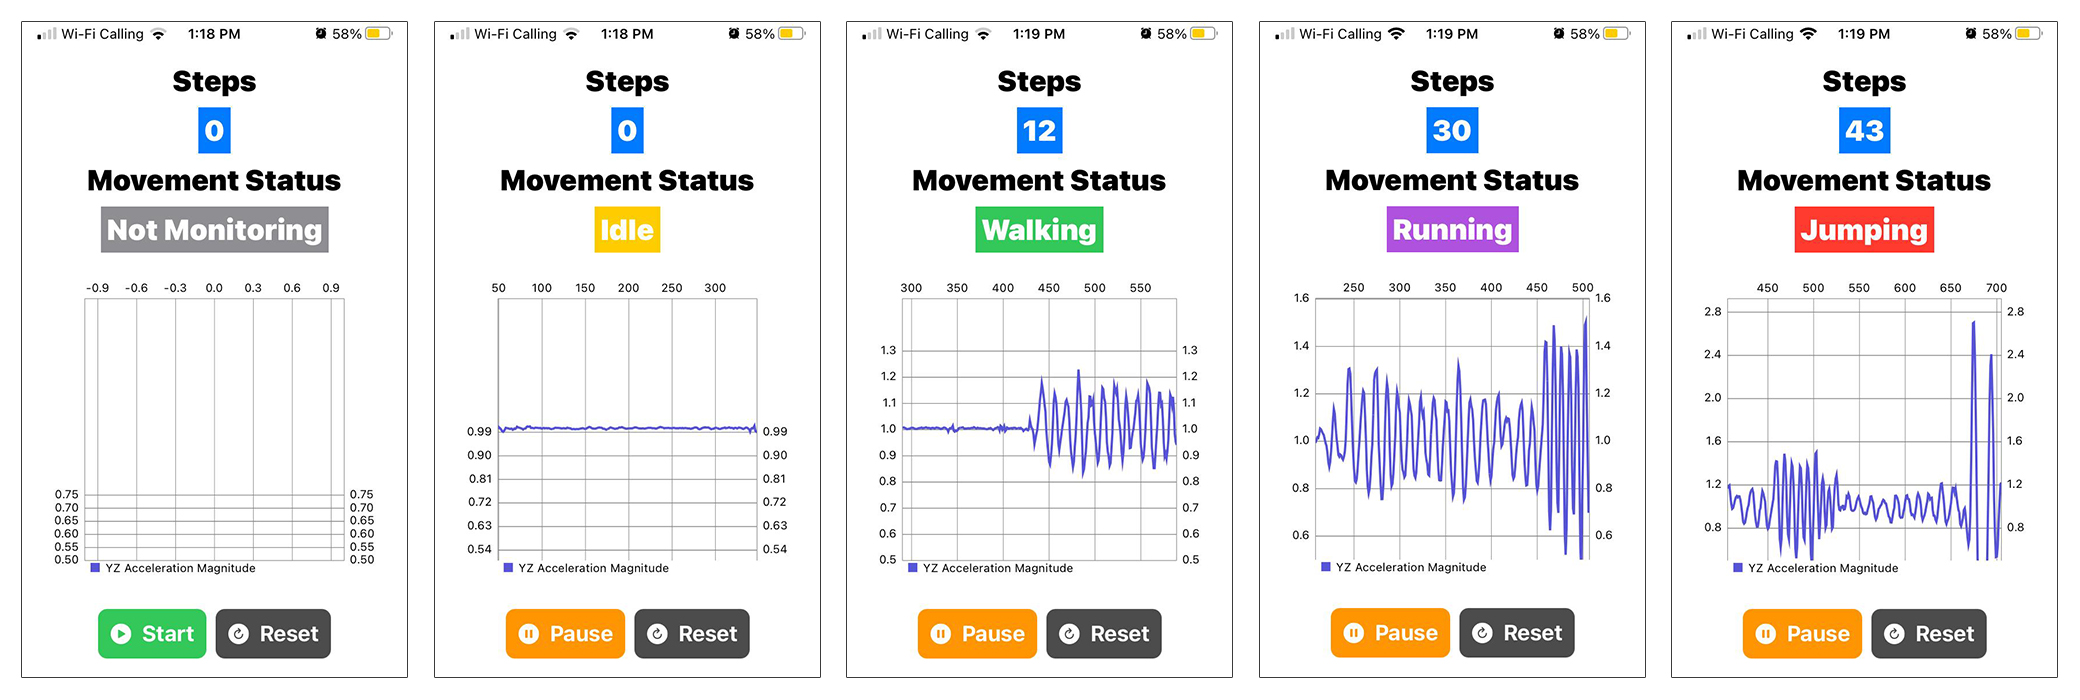 Wi-Fi Calling 1:18 PM 58%
Steps
0
Movement Status
Not Monitoring
-0.9 -0.6 -0.3 0.0 0.3 0.6 0.9
0.75 0.75
0.70 0.70
0.65 0.65
0.60 0.60
0.55 0.55
0.50 0.50
YZ Acceleration Magnitude
Start Reset
Wi-Fi Calling 1:18 PM 58%
Steps
0
Movement Status
Idle
50 100 150 200 250 300
0.99 0.99
0.90 0.90
0.81 0.81
0.72 0.72
0.63 0.63
0.54 0.54
YZ Acceleration Magnitude
Pause Reset
Wi-Fi Calling 1:19 PM 58%
Steps
12
Movement Status
Walking
300 350 400 450 500 550
1.3 1.3
1.2 1.2
1.1 1.1
1.0 1.0
0.9 0.9
0.8 0.8
0.7 0.7
0.6 0.6
0.5 0.5
YZ Acceleration Magnitude
Pause Reset
Wi-Fi Calling 1:19 PM 58%
Steps
30
Movement Status
Running
250 300 350 400 450 500
1.6 1.6
1.4 1.4
1.2 1.2
1.0 1.0
0.8 0.8
0.6 0.6
YZ Acceleration Magnitude
Pause Reset
Wi-Fi Calling 1:19 PM 58%
Steps
43
Movement Status
Jumping
450 500 550 600 650 700
2.8 2.8
2.4 2.4
2.0 2.0
1.6 1.6
1.2 1.2
0.8 0.8
YZ Acceleration Magnitude
Pause Reset